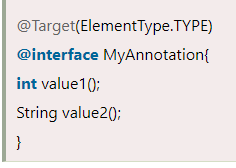 @Target(ElementType.TYPE)
@interface MyAnnotation{
int value1();
String value2();
}